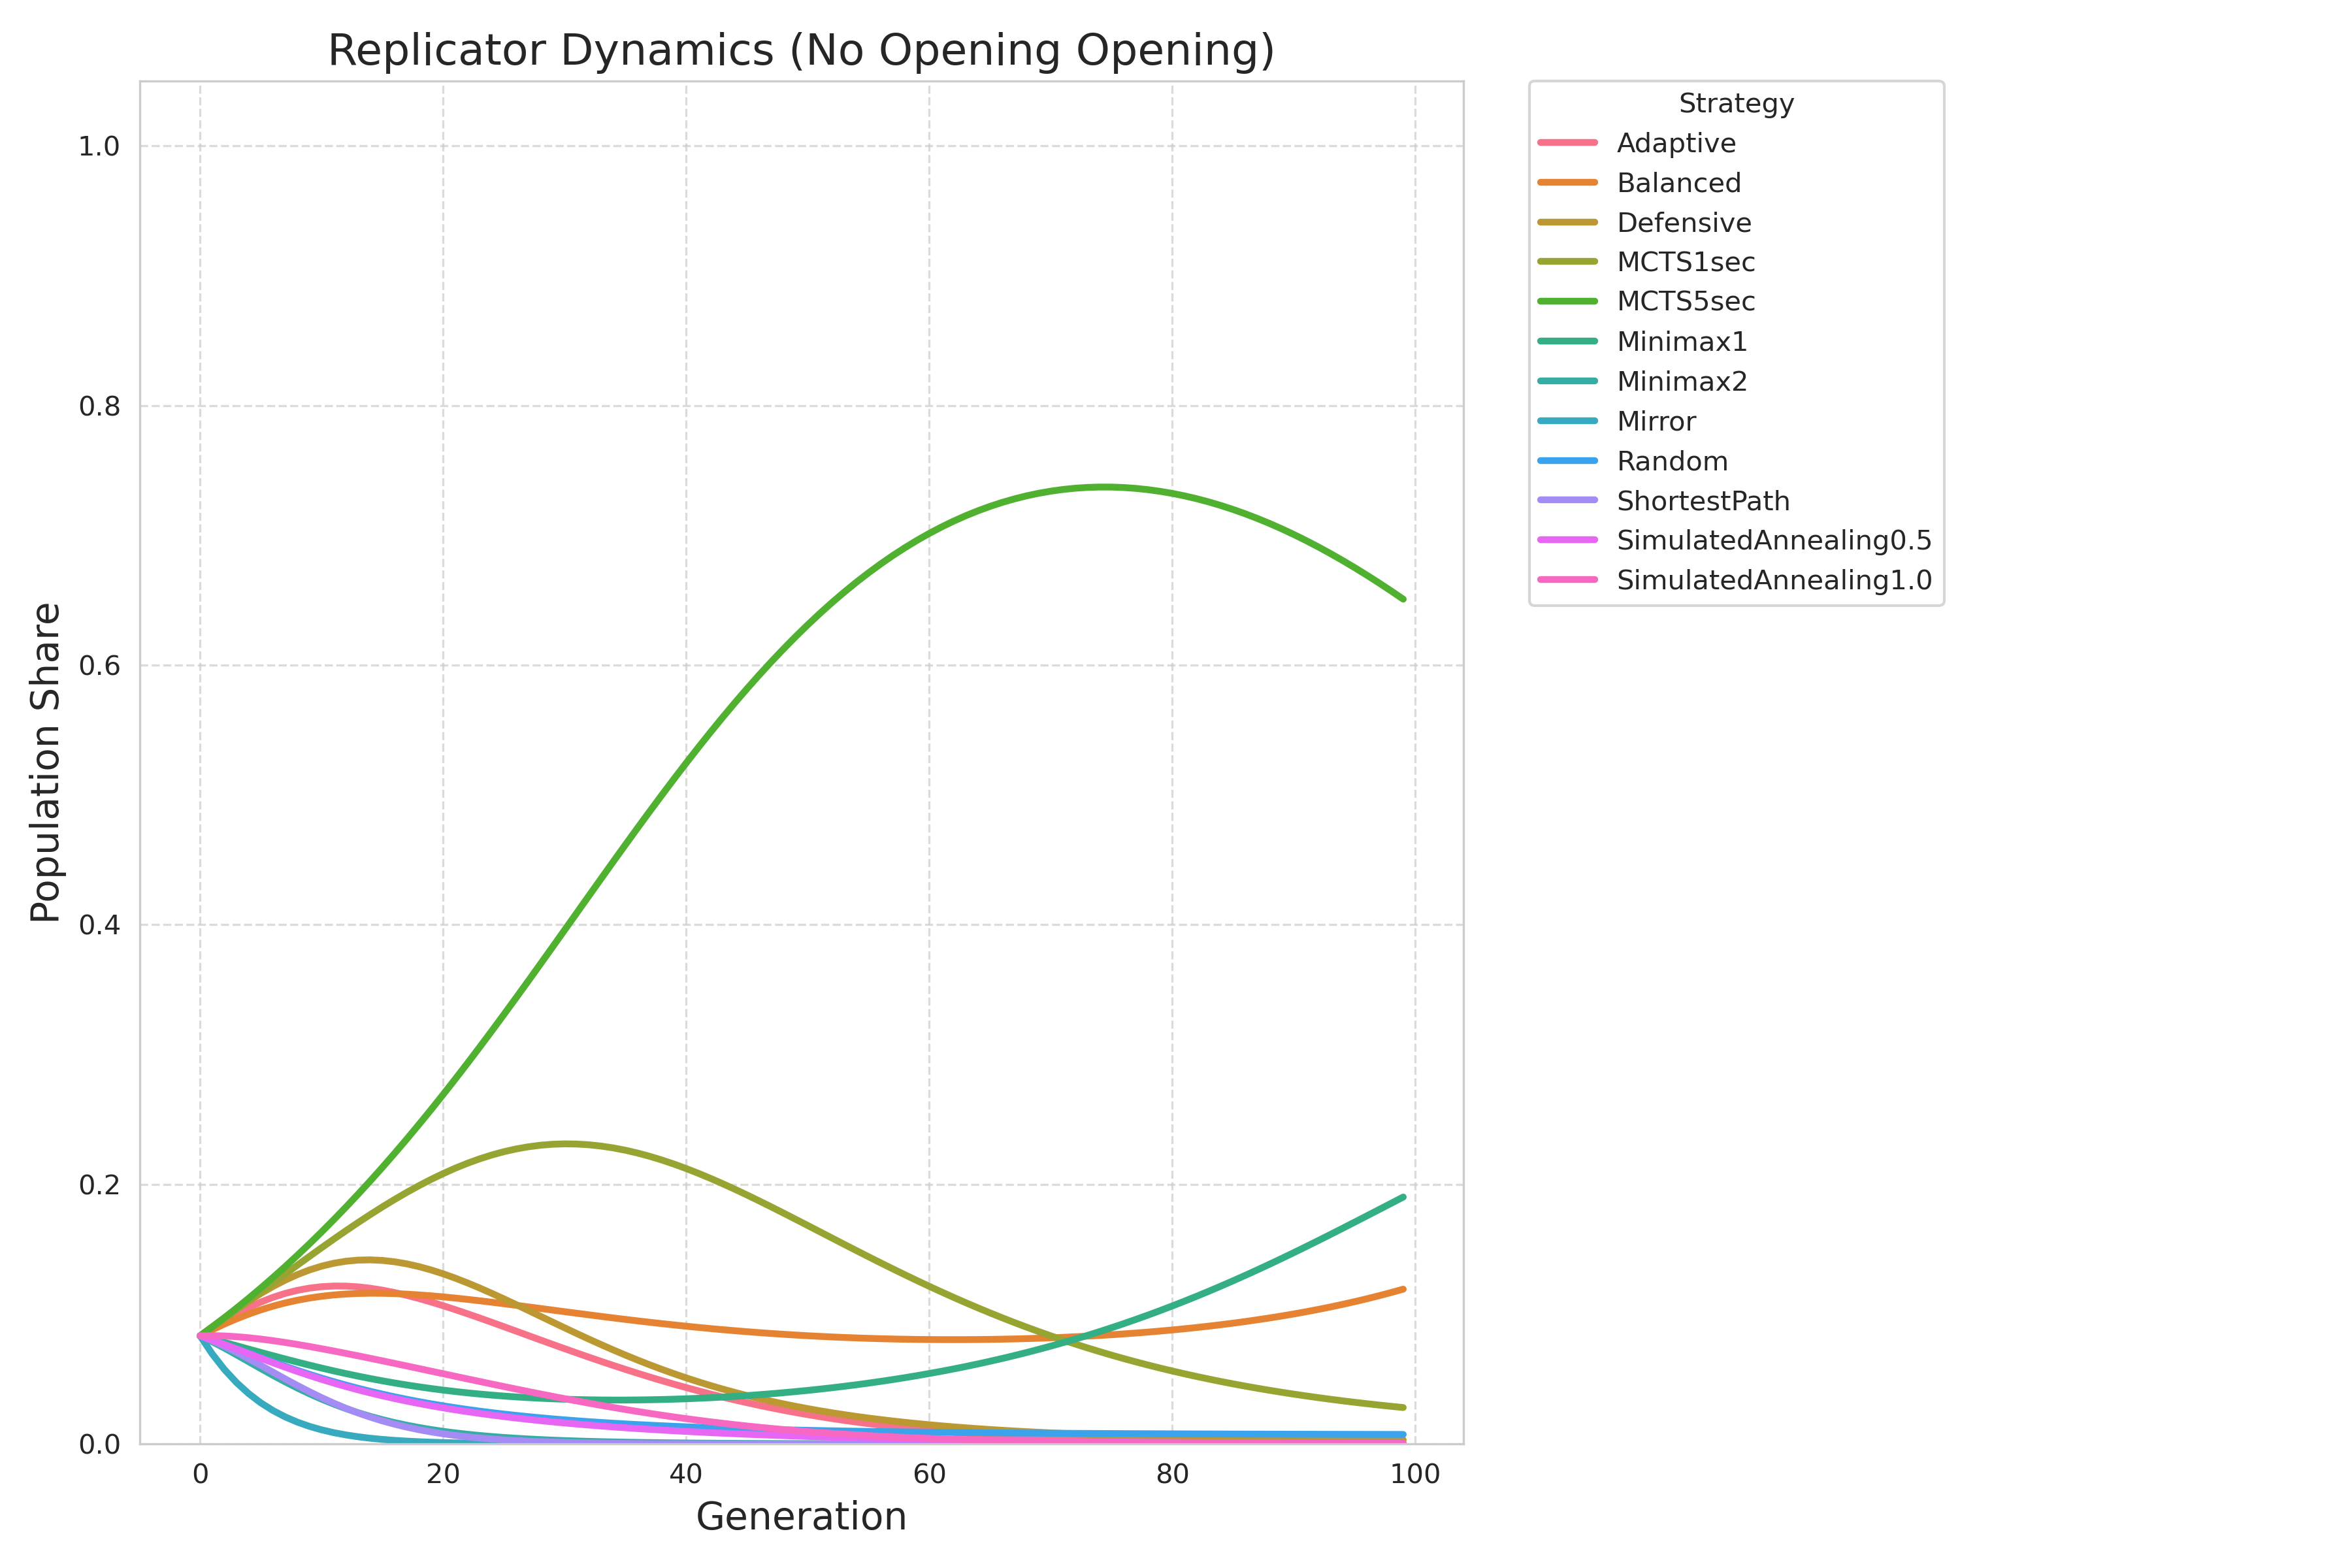 Replicator Dynamics (No Opening Opening)
Population Share
1.0
0.8
0.6
0.4
0.2
0.0
0 20 40 60 80 100
Generation
Strategy
Adaptive
Balanced
Defensive
MCTS1sec
MCTS5sec
Minimax1
Minimax2
Mirror
Random
ShortestPath
SimulatedAnnealing0.5
SimulatedAnnealing1.0